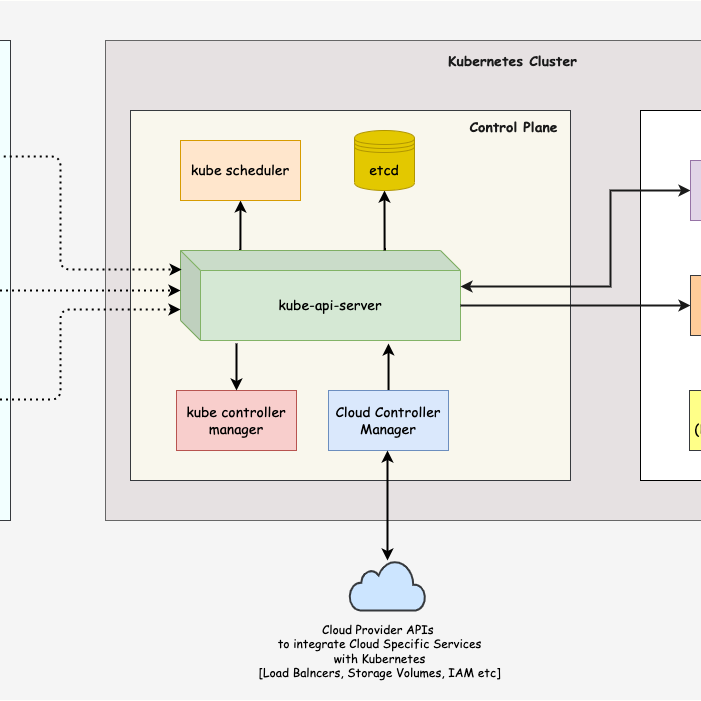 Kubernetes Cluster
Control Plane
kube scheduler
etcd
kube-api-server
kube controller
manager
Cloud Controller
Manager
Cloud Provider APIs
to integrate Cloud Specific Services
with Kubernetes
[Load Balncers, Storage Volumes, IAM etc]